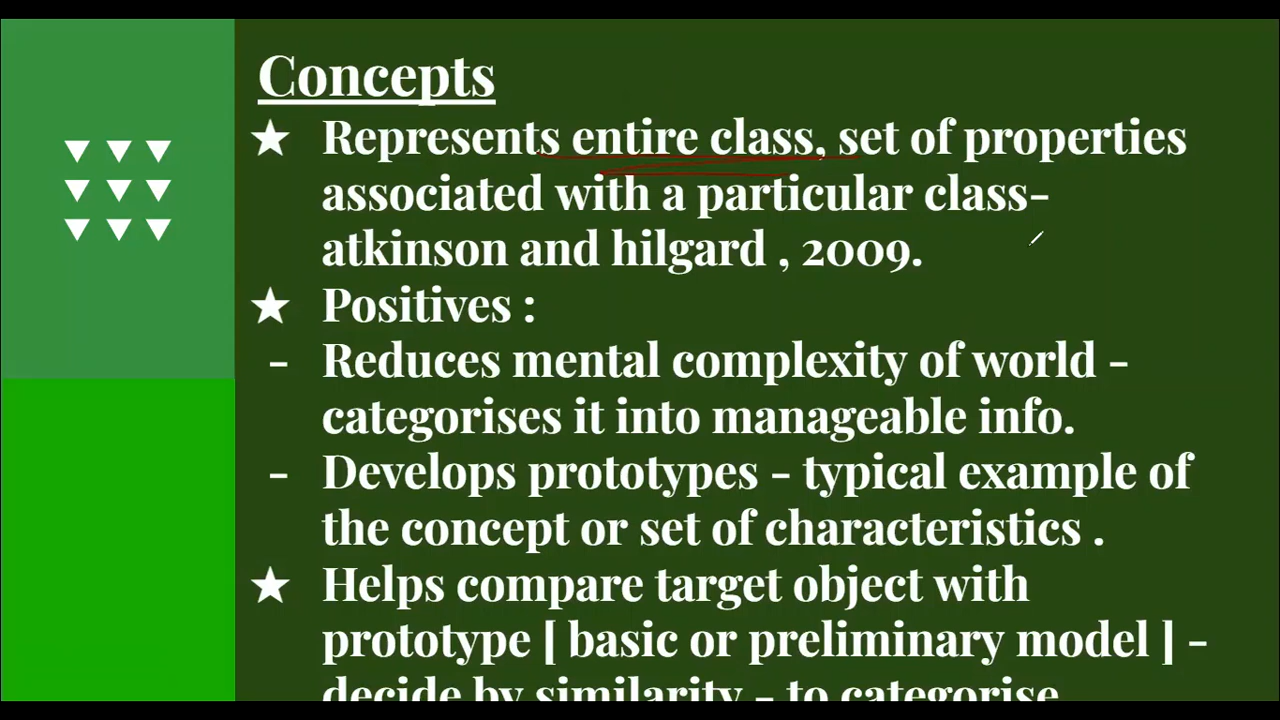 Concepts
★ Represents entire class, set of properties
associated with a particular class-
atkinson and hilgard , 2009.
★ Positives :
- Reduces mental complexity of world -
categorises it into manageable info.
- Develops prototypes - typical example of
the concept or set of characteristics .
★ Helps compare target object with
prototype [ basic or preliminary model ] -
decide by similarity - to categorise